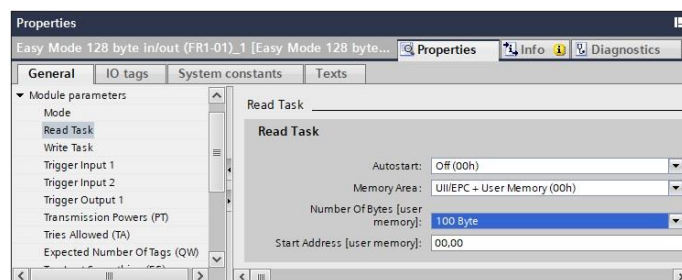 Properties
Easy Mode 128 byte in/out (FR1-01)_1 [Easy Mode 128 byte...
Properties
Info
Diagnostics
General
IO tags
System constants
Texts
Module parameters
Mode
Read Task
Write Task
Trigger Input 1
Trigger Input 2
Trigger Output 1
Transmission Powers (PT)
Tries Allowed (TA)
Expected Number Of Tags (QW)
Read Task
Read Task
Autostart: Off (00h)
Memory Area: UII/EPC + User Memory (00h)
Number Of Bytes [user
memory]: 100 Byte
Start Address [user memory]: 00,00